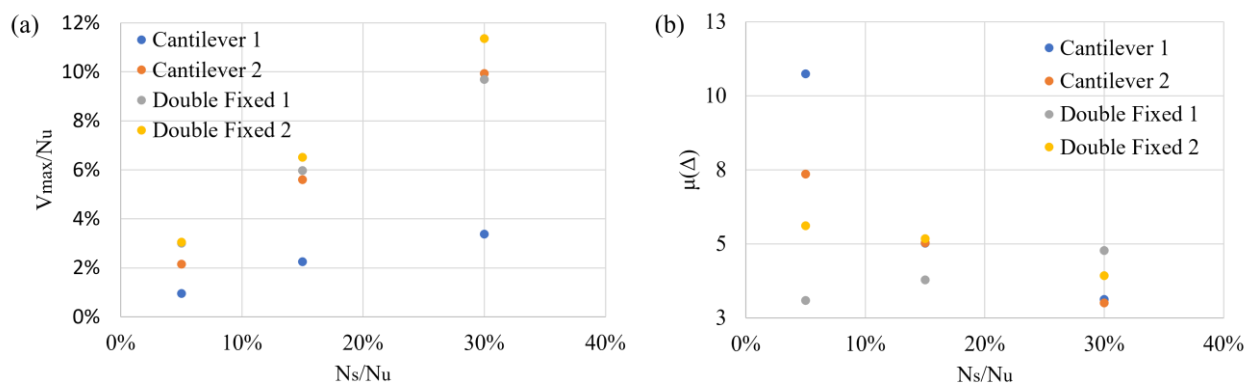 (a)
12%
10%
8%
6%
4%
2%
0%
Vmax/Nu
Cantilever 1
Cantilever 2
Double Fixed 1
Double Fixed 2
0% 10% 20% 30% 40%
Ns/Nu
(b)
13
10
8
5
3
μ(Δ)
Cantilever 1
Cantilever 2
Double Fixed 1
Double Fixed 2
0% 10% 20% 30% 40%
Ns/Nu